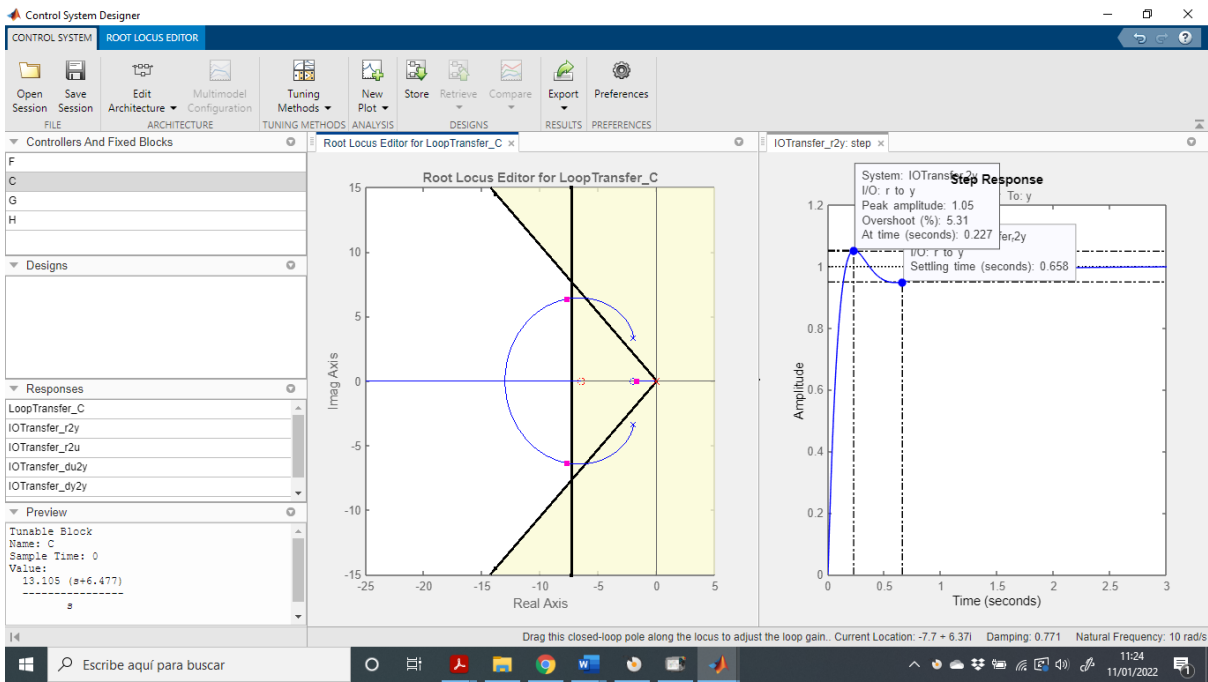 Control System Designer
CONTROL SYSTEM ROOT LOCUS EDITOR
Open Session
Save Session
Edit Architecture
Multimodel Configuration
Tuning Methods
New Plot
Store
Retrieve
Compare
Export
Preferences
FILE ARCHITECTURE TUNING METHODS ANALYSIS DESIGNS RESULTS PREFERENCES
Controllers And Fixed Blocks
F
C
G
H
Designs
Responses
LoopTransfer_C
IOTransfer_r2y
IOTransfer_r2u
IOTransfer_du2y
IOTransfer_dy2y
Preview
Tunable Block
Name: C
Sample Time: 0
Value:
13.105 (s+6.477)
----------------
s
Root Locus Editor for LoopTransfer_C
Root Locus Editor for LoopTransfer_C
Imag Axis
15
10
5
0
-5
-10
-15
-25 -20 -15 -10 -5 0 5
Real Axis
IOTransfer_r2y: step
Step Response
To: y
System: IOTransfer_r2y
I/O: r to y
Peak amplitude: 1.05
Overshoot (%): 5.31
At time (seconds): 0.227
I/O: r to y
Settling time (seconds): 0.658
Amplitude
1.2
1
0.8
0.6
0.4
0.2
0
0 0.5 1 1.5 2 2.5 3
Time (seconds)
Drag this closed-loop pole along the locus to adjust the loop gain.. Current Location: -7.7 + 6.37i Damping: 0.771 Natural Frequency: 10 rad/s
Escribe aquí para buscar
11:24
11/01/2022